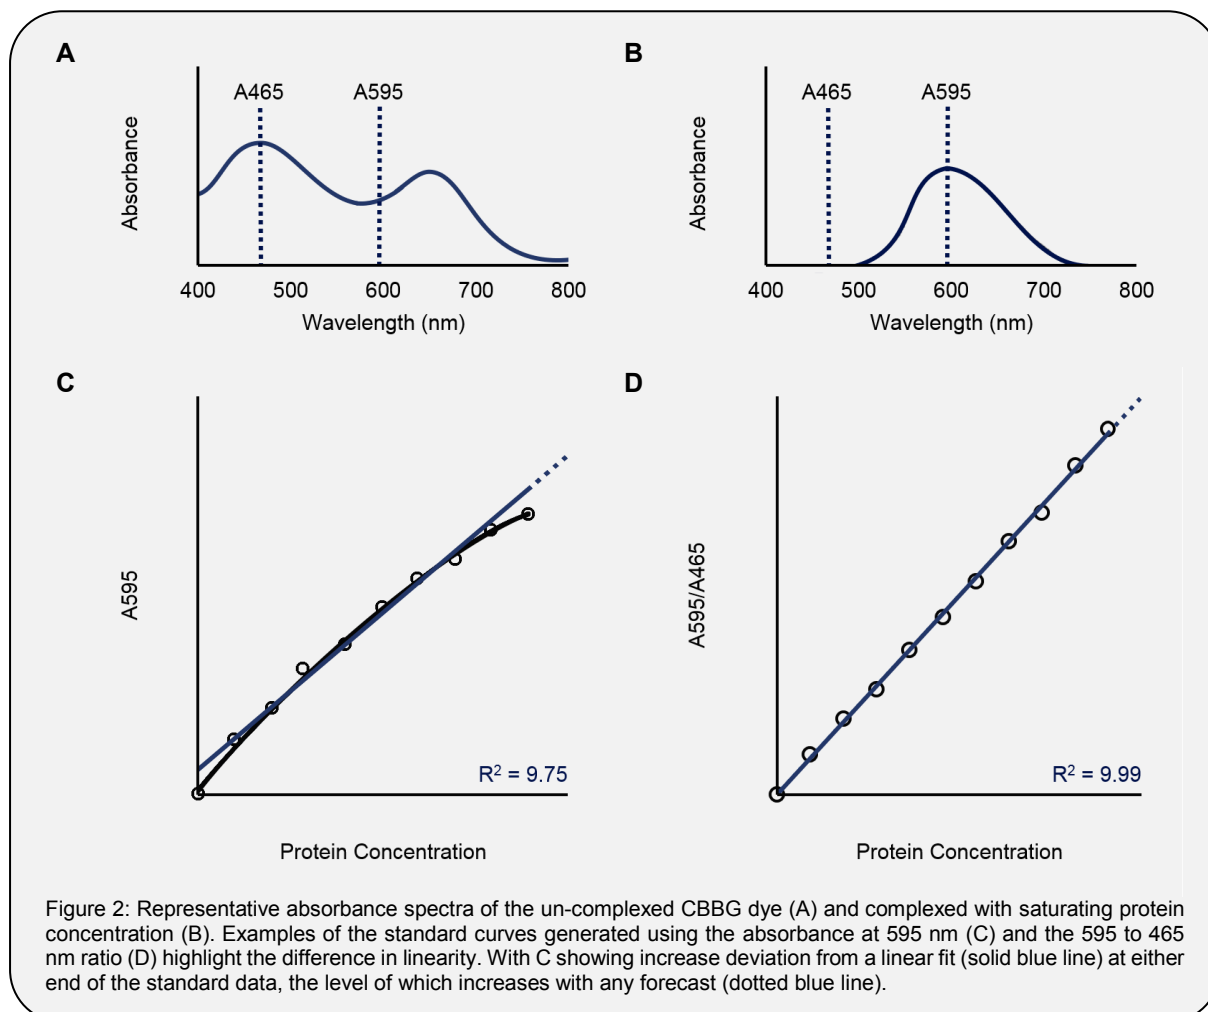 A
B
A465 A595
A465 A595
Absorbance
Absorbance
400 500 600 700 800
400 500 600 700 800
Wavelength (nm)
Wavelength (nm)
C
D
A595
A595/A465
R² = 9.75
R² = 9.99
Protein Concentration
Protein Concentration
Figure 2: Representative absorbance spectra of the un-complexed CBBG dye (A) and complexed with saturating protein
concentration (B). Examples of the standard curves generated using the absorbance at 595 nm (C) and the 595 to 465
nm ratio (D) highlight the difference in linearity. With C showing increase deviation from a linear fit (solid blue line) at either
end of the standard data, the level of which increases with any forecast (dotted blue line).